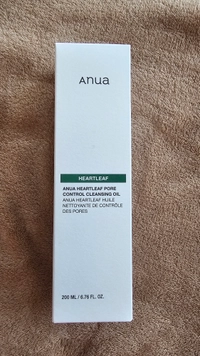 Anua
HEARTLEAF
ANUA HEARTLEAF PORE
CONTROL CLEANSING OIL
ANUA HEARTLEAF HUILE
NETTOYANTE DE CONTRÔLE
DES PORES
200 ML / 6.76 FL. OZ.